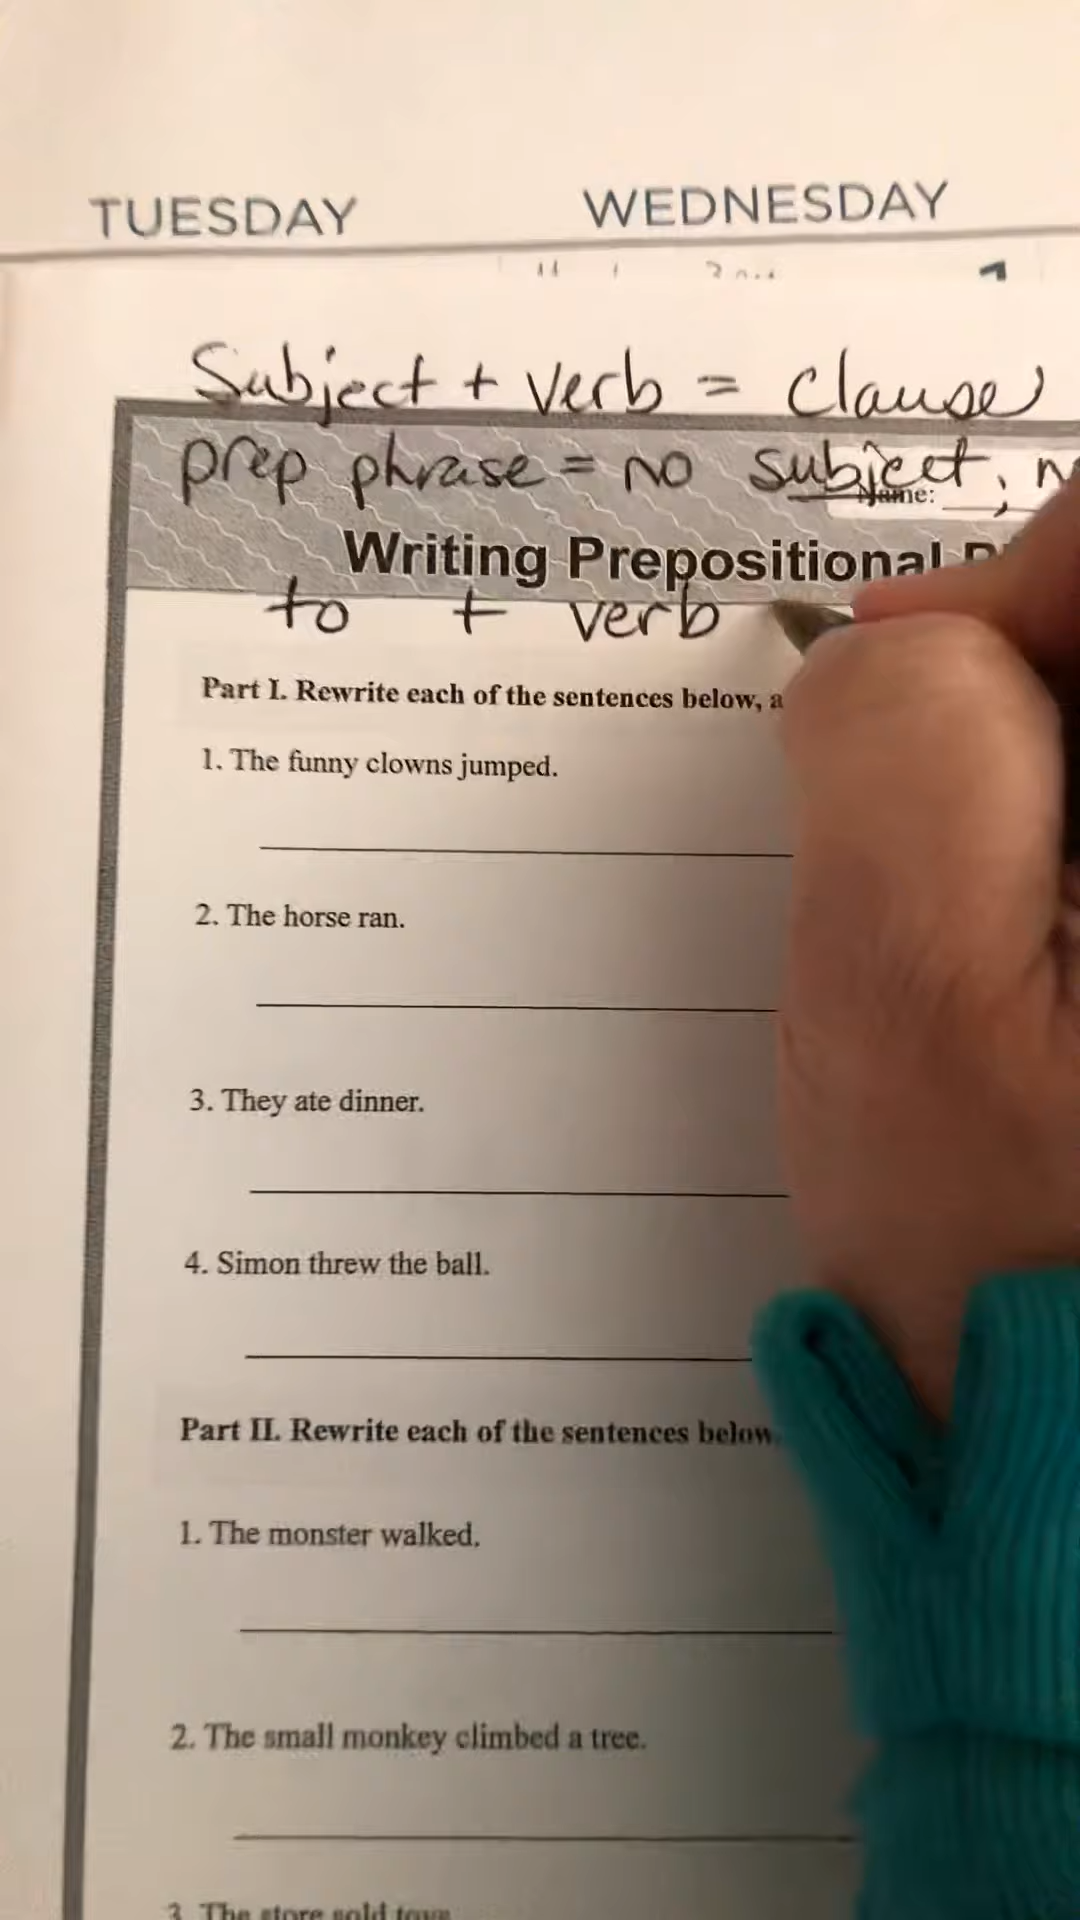 TUESDAY WEDNESDAY
Subject + verb = clause
prep phrase = no subject, n
Name:
Writing Prepositional
to + verb
Part I. Rewrite each of the sentences below, a
1. The funny clowns jumped.
2. The horse ran.
3. They ate dinner.
4. Simon threw the ball.
Part II. Rewrite each of the sentences below,
1. The monster walked.
2. The small monkey climbed a tree.
3. The store sold toys.